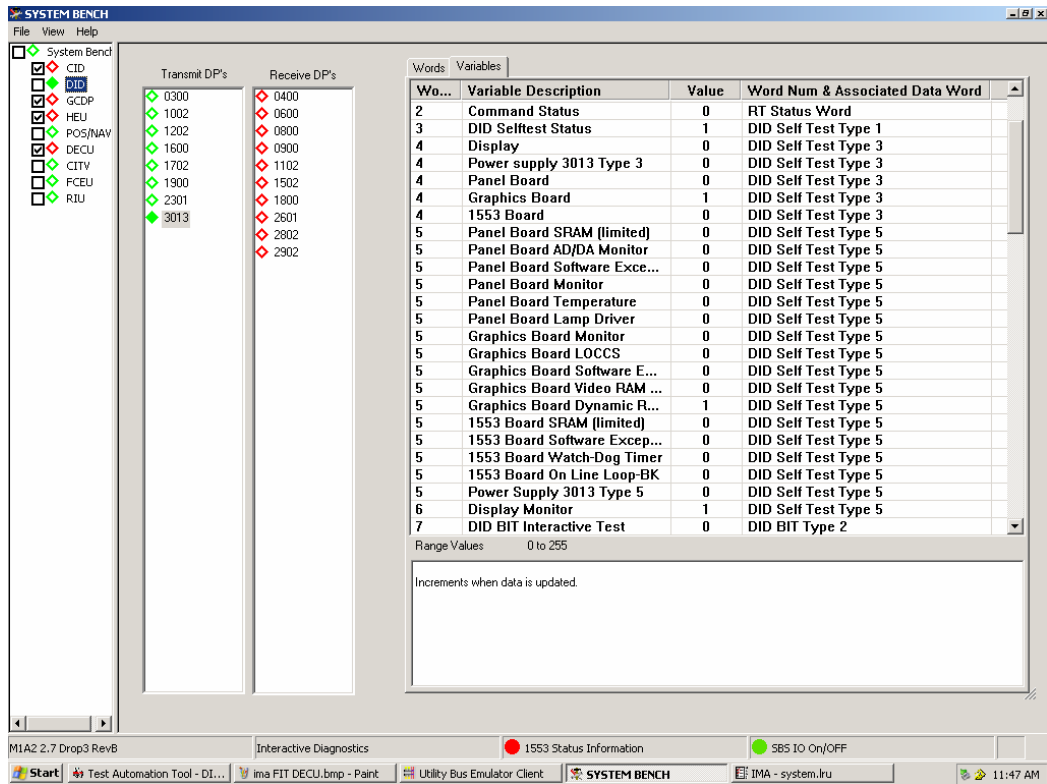 SYSTEM BENCH
File View Help
System Bench
CID
DID
GCDP
HEU
POS/NAV
DECU
CITV
FCEU
RIU
Transmit DP's
0300
1002
1202
1600
1702
1900
2301
3013
Receive DP's
0400
0600
0800
0900
1102
1502
1800
2601
2802
2902
Words Variables
Wo... Variable Description Value Word Num & Associated Data Word
2 Command Status 0 RT Status Word
3 DID Selftest Status 1 DID Self Test Type 1
4 Display 0 DID Self Test Type 3
4 Power supply 3013 Type 3 0 DID Self Test Type 3
4 Panel Board 0 DID Self Test Type 3
4 Graphics Board 1 DID Self Test Type 3
4 1553 Board 0 DID Self Test Type 3
5 Panel Board SRAM (limited) 0 DID Self Test Type 5
5 Panel Board AD/DA Monitor 0 DID Self Test Type 5
5 Panel Board Software Exce... 0 DID Self Test Type 5
5 Panel Board Monitor 0 DID Self Test Type 5
5 Panel Board Temperature 0 DID Self Test Type 5
5 Panel Board Lamp Driver 0 DID Self Test Type 5
5 Graphics Board Monitor 0 DID Self Test Type 5
5 Graphics Board LOCCS 0 DID Self Test Type 5
5 Graphics Board Software E... 0 DID Self Test Type 5
5 Graphics Board Video RAM ... 0 DID Self Test Type 5
5 Graphics Board Dynamic R... 1 DID Self Test Type 5
5 1553 Board SRAM (limited) 0 DID Self Test Type 5
5 1553 Board Software Excep... 0 DID Self Test Type 5
5 1553 Board Watch-Dog Timer 0 DID Self Test Type 5
5 1553 Board On Line Loop-BK 0 DID Self Test Type 5
5 Power Supply 3013 Type 5 0 DID Self Test Type 5
6 Display Monitor 1 DID Self Test Type 5
7 DID BIT Interactive Test 0 DID BIT Type 2
Range Values 0 to 255
Increments when data is updated.
M1A2 2.7 Drop3 RevB Interactive Diagnostics 1553 Status Information SBS IO On/OFF
Start Test Automation Tool - DI... ima FIT DECU.bmp - Paint Utility Bus Emulator Client SYSTEM BENCH IMA - system.lru 11:47 AM